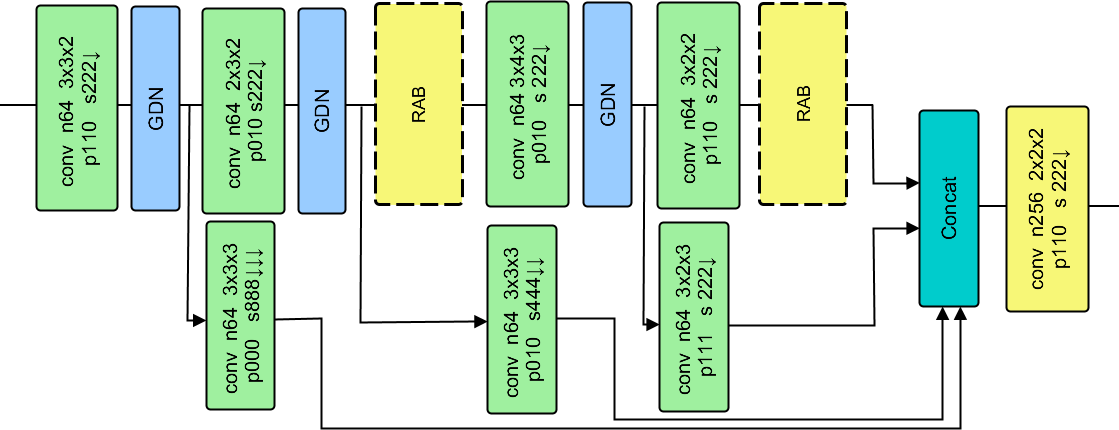 conv n64 3x3x2
p110 s222↓
GDN
conv n64 2x3x2
p010 s222↓
GDN
RAB
conv n64 3x4x3
p010 s 222↓
GDN
conv n64 3x2x2
p110 s 222↓
RAB
conv n64 3x3x3
p000 s888↓↓↓
conv n64 3x3x3
p010 s444↓↓
conv n64 3x2x3
p111 s 222↓
Concat
conv n256 2x2x2
p110 s 222↓